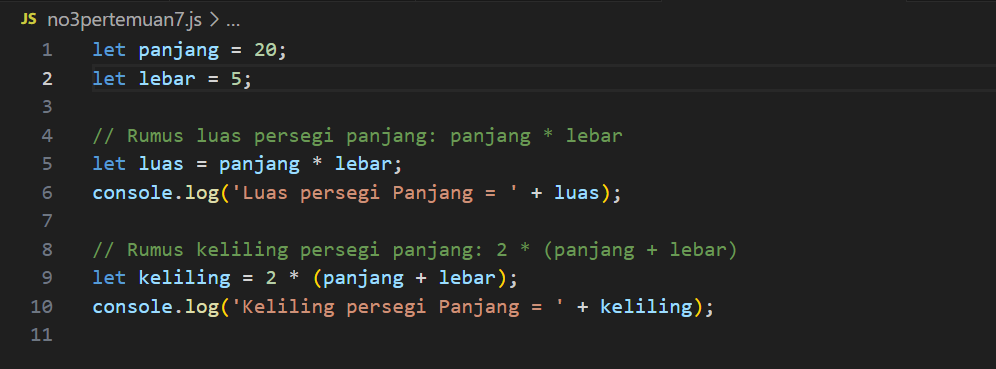 JS no3pertemuan7.js > ...
1 let panjang = 20;
2 let lebar = 5;
3
4 // Rumus luas persegi panjang: panjang * lebar
5 let luas = panjang * lebar;
6 console.log('Luas persegi Panjang = ' + luas);
7
8 // Rumus keliling persegi panjang: 2 * (panjang + lebar)
9 let keliling = 2 * (panjang + lebar);
10 console.log('Keliling persegi Panjang = ' + keliling);
11